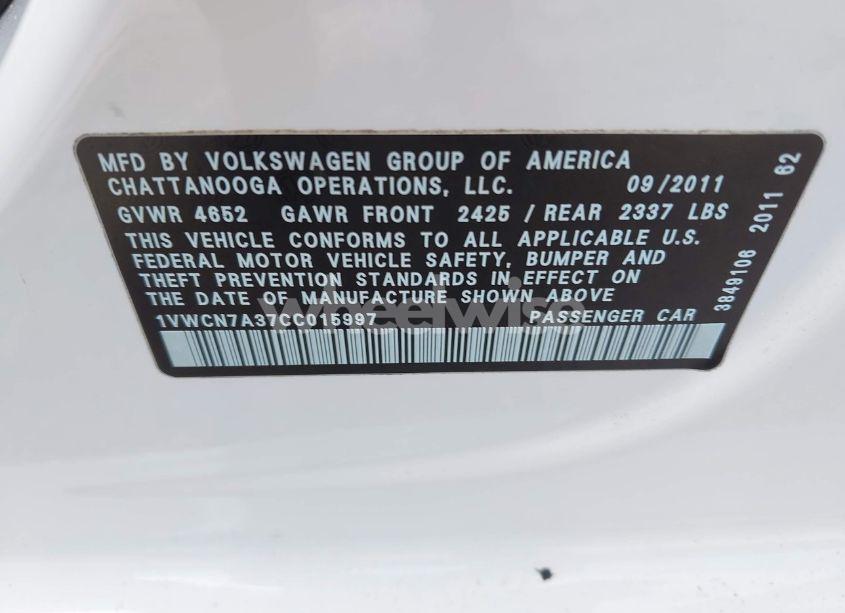 MFD BY VOLKSWAGEN GROUP OF AMERICA
CHATTANOOGA OPERATIONS, LLC. 09/2011
GVWR 4652 GAWR FRONT 2425 / REAR 2337 LBS
THIS VEHICLE CONFORMS TO ALL APPLICABLE U.S.
FEDERAL MOTOR VEHICLE SAFETY, BUMPER AND
THEFT PREVENTION STANDARDS IN EFFECT ON
THE DATE OF MANUFACTURE SHOWN ABOVE
1VWCN7A37CC015997 PASSENGER CAR
3849106 2011 62
wheelwise